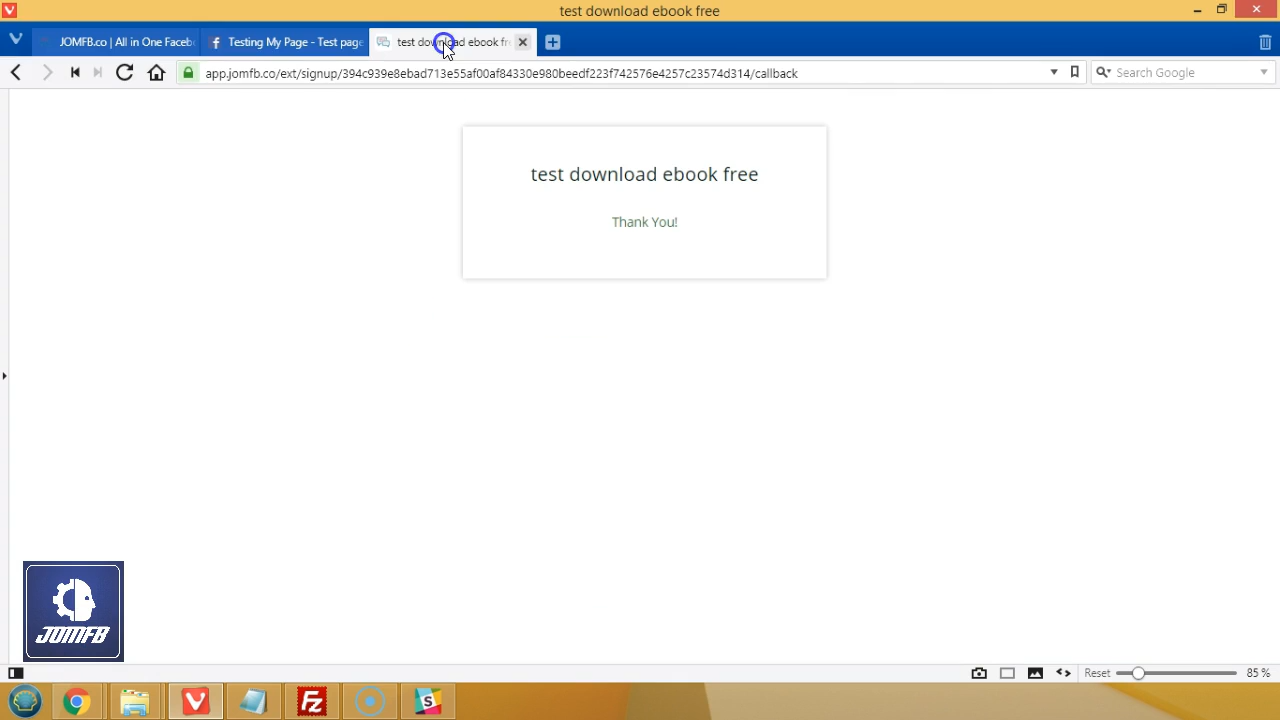 test download ebook free
JOMFB.co | All in One Faceb
Testing My Page - Test page
test download ebook fr
app.jomfb.co/ext/signup/394c939e8ebad713e55af00af84330e980beedf223f742576e4257c23574d314/callback
Search Google
test download ebook free
Thank You!
JOMFB
Reset
85 %